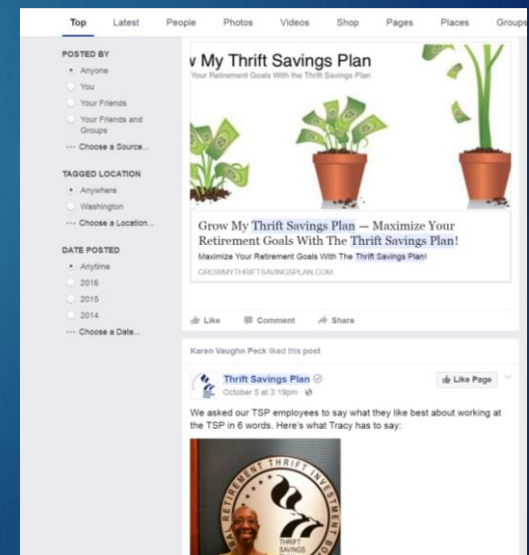 Top Latest People Photos Videos Shop Pages Places Groups
POSTED BY
Anyone
You
Your Friends
Your Friends and
Groups
Choose a Source...
TAGGED LOCATION
Anywhere
Washington
Choose a Location...
DATE POSTED
Anytime
2016
2015
2014
Choose a Date...
My Thrift Savings Plan
Your Retirement Goals With the Thrift Savings Plan
Grow My Thrift Savings Plan — Maximize Your
Retirement Goals With The Thrift Savings Plan!
Maximize Your Retirement Goals With The Thrift Savings Plan!
GROWMYTHRIFTSAVINGSPLAN.COM
Like Comment Share
Karen Vaughn Peck liked this post
Thrift Savings Plan
Like Page
October 5 at 3:19pm ·
We asked our TSP employees to say what they like best about working at
the TSP in 6 words. Here's what Tracy has to say:
RETIREMENT THRIFT INVESTMENT
THRIFT
SAVINGS